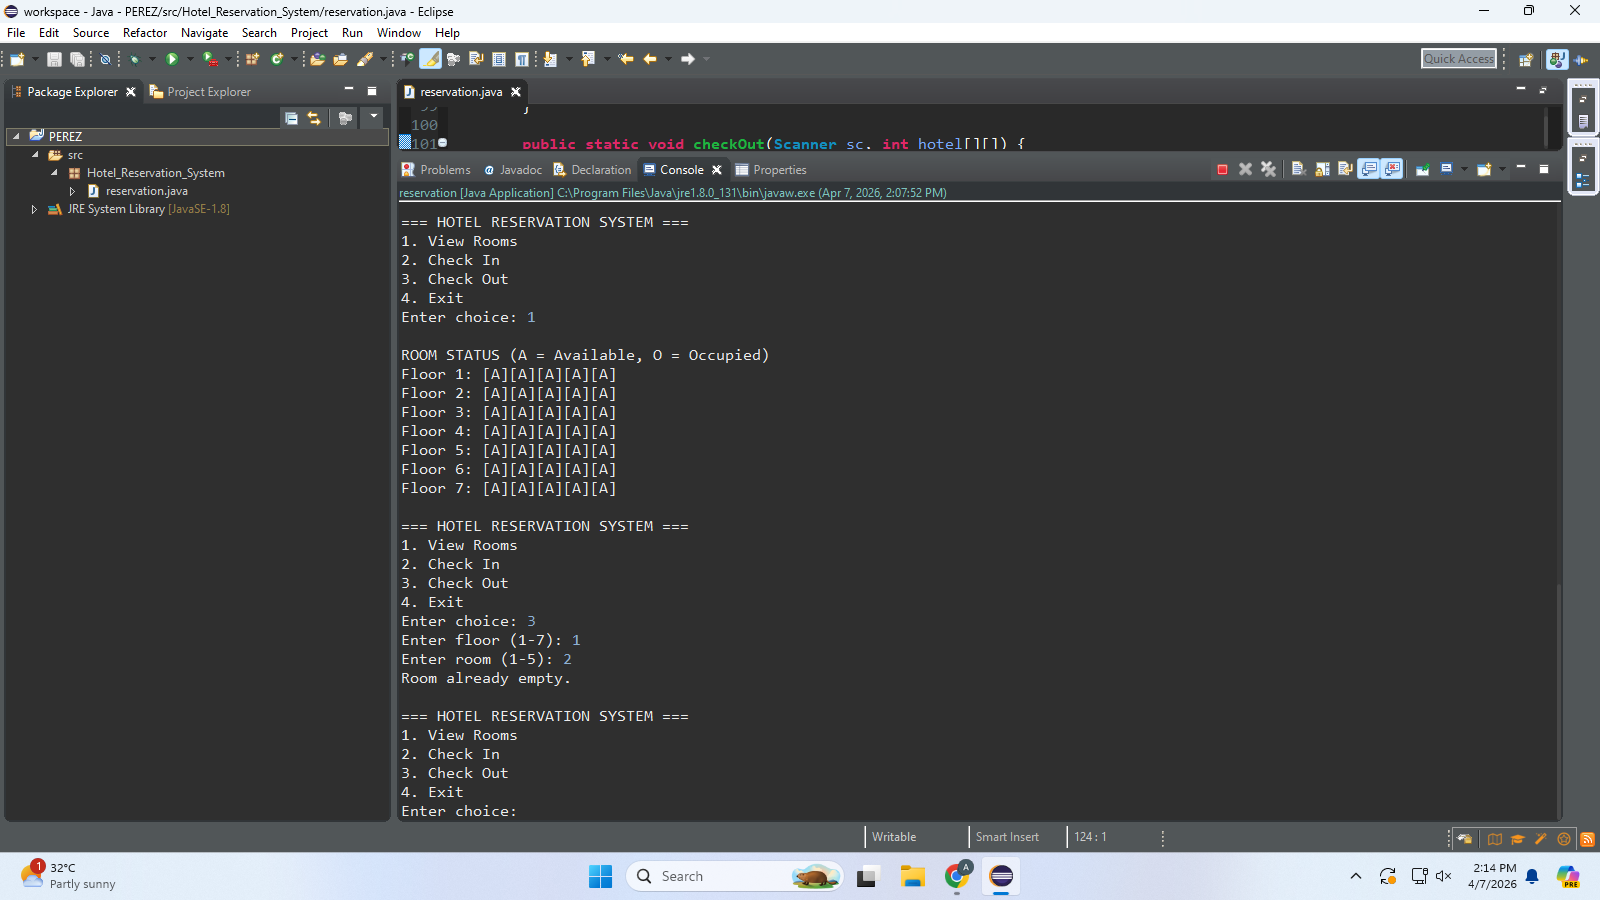 workspace - Java - PEREZ/src/Hotel_Reservation_System/reservation.java - Eclipse
File Edit Source Refactor Navigate Search Project Run Window Help
Quick Access
Package Explorer Project Explorer
PEREZ
src
Hotel_Reservation_System
reservation.java
JRE System Library [JavaSE-1.8]
reservation.java
99 }
100
101 public static void checkOut(Scanner sc, int hotel[][]) {
Problems Javadoc Declaration Console Properties
reservation [Java Application] C:\Program Files\Java\jre1.8.0_131\bin\javaw.exe (Apr 7, 2026, 2:07:52 PM)
=== HOTEL RESERVATION SYSTEM ===
1. View Rooms
2. Check In
3. Check Out
4. Exit
Enter choice: 1
ROOM STATUS (A = Available, O = Occupied)
Floor 1: [A][A][A][A][A]
Floor 2: [A][A][A][A][A]
Floor 3: [A][A][A][A][A]
Floor 4: [A][A][A][A][A]
Floor 5: [A][A][A][A][A]
Floor 6: [A][A][A][A][A]
Floor 7: [A][A][A][A][A]
=== HOTEL RESERVATION SYSTEM ===
1. View Rooms
2. Check In
3. Check Out
4. Exit
Enter choice: 3
Enter floor (1-7): 1
Enter room (1-5): 2
Room already empty.
=== HOTEL RESERVATION SYSTEM ===
1. View Rooms
2. Check In
3. Check Out
4. Exit
Enter choice:
Writable Smart Insert 124 : 1
1
32°C
Partly sunny
Search
A
2:14 PM
4/7/2026
PRE